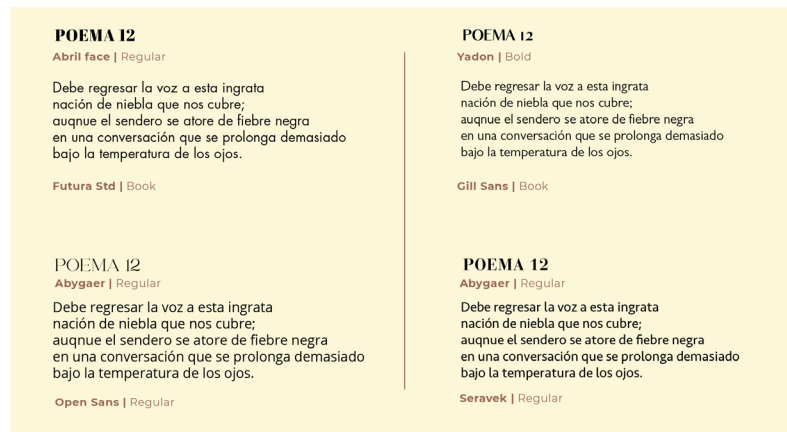 POEMA 12
Abril face | Regular
Debe regresar la voz a esta ingrata
nación de niebla que nos cubre;
auqnue el sendero se atore de fiebre negra
en una conversación que se prolonga demasiado
bajo la temperatura de los ojos.
Futura Std | Book
POEMA 12
Yadon | Bold
Debe regresar la voz a esta ingrata
nación de niebla que nos cubre;
auqnue el sendero se atore de fiebre negra
en una conversación que se prolonga demasiado
bajo la temperatura de los ojos.
Gill Sans | Book
POEMA 12
Abygaer | Regular
Debe regresar la voz a esta ingrata
nación de niebla que nos cubre;
auqnue el sendero se atore de fiebre negra
en una conversación que se prolonga demasiado
bajo la temperatura de los ojos.
Open Sans | Regular
POEMA 12
Abygaer | Regular
Debe regresar la voz a esta ingrata
nación de niebla que nos cubre;
auqnue el sendero se atore de fiebre negra
en una conversación que se prolonga demasiado
bajo la temperatura de los ojos.
Seravek | Regular